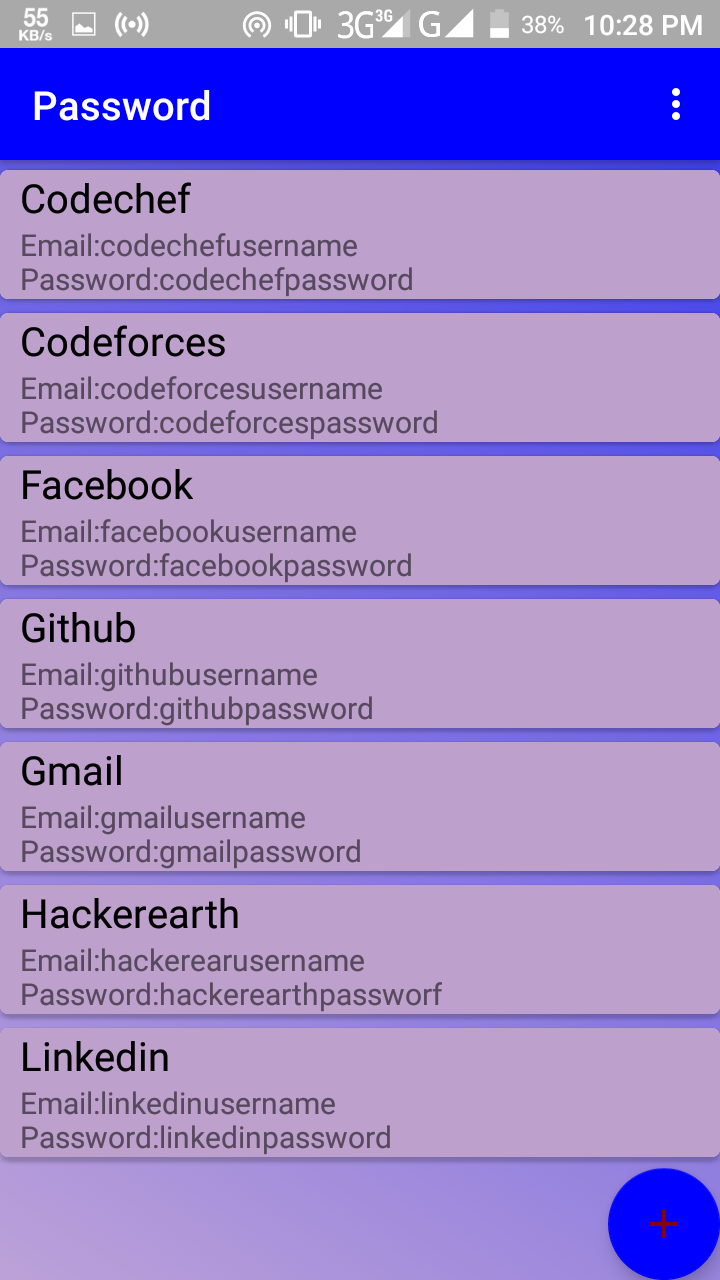 55
KB/s
3G 3G G 38% 10:28 PM
Password
Codechef
Email:codechefusername
Password:codechefpassword
Codeforces
Email:codeforcesusername
Password:codeforcespassword
Facebook
Email:facebookusername
Password:facebookpassword
Github
Email:githubusername
Password:githubpassword
Gmail
Email:gmailusername
Password:gmailpassword
Hackerearth
Email:hackerearusername
Password:hackerearthpassworf
Linkedin
Email:linkedinusername
Password:linkedinpassword
+